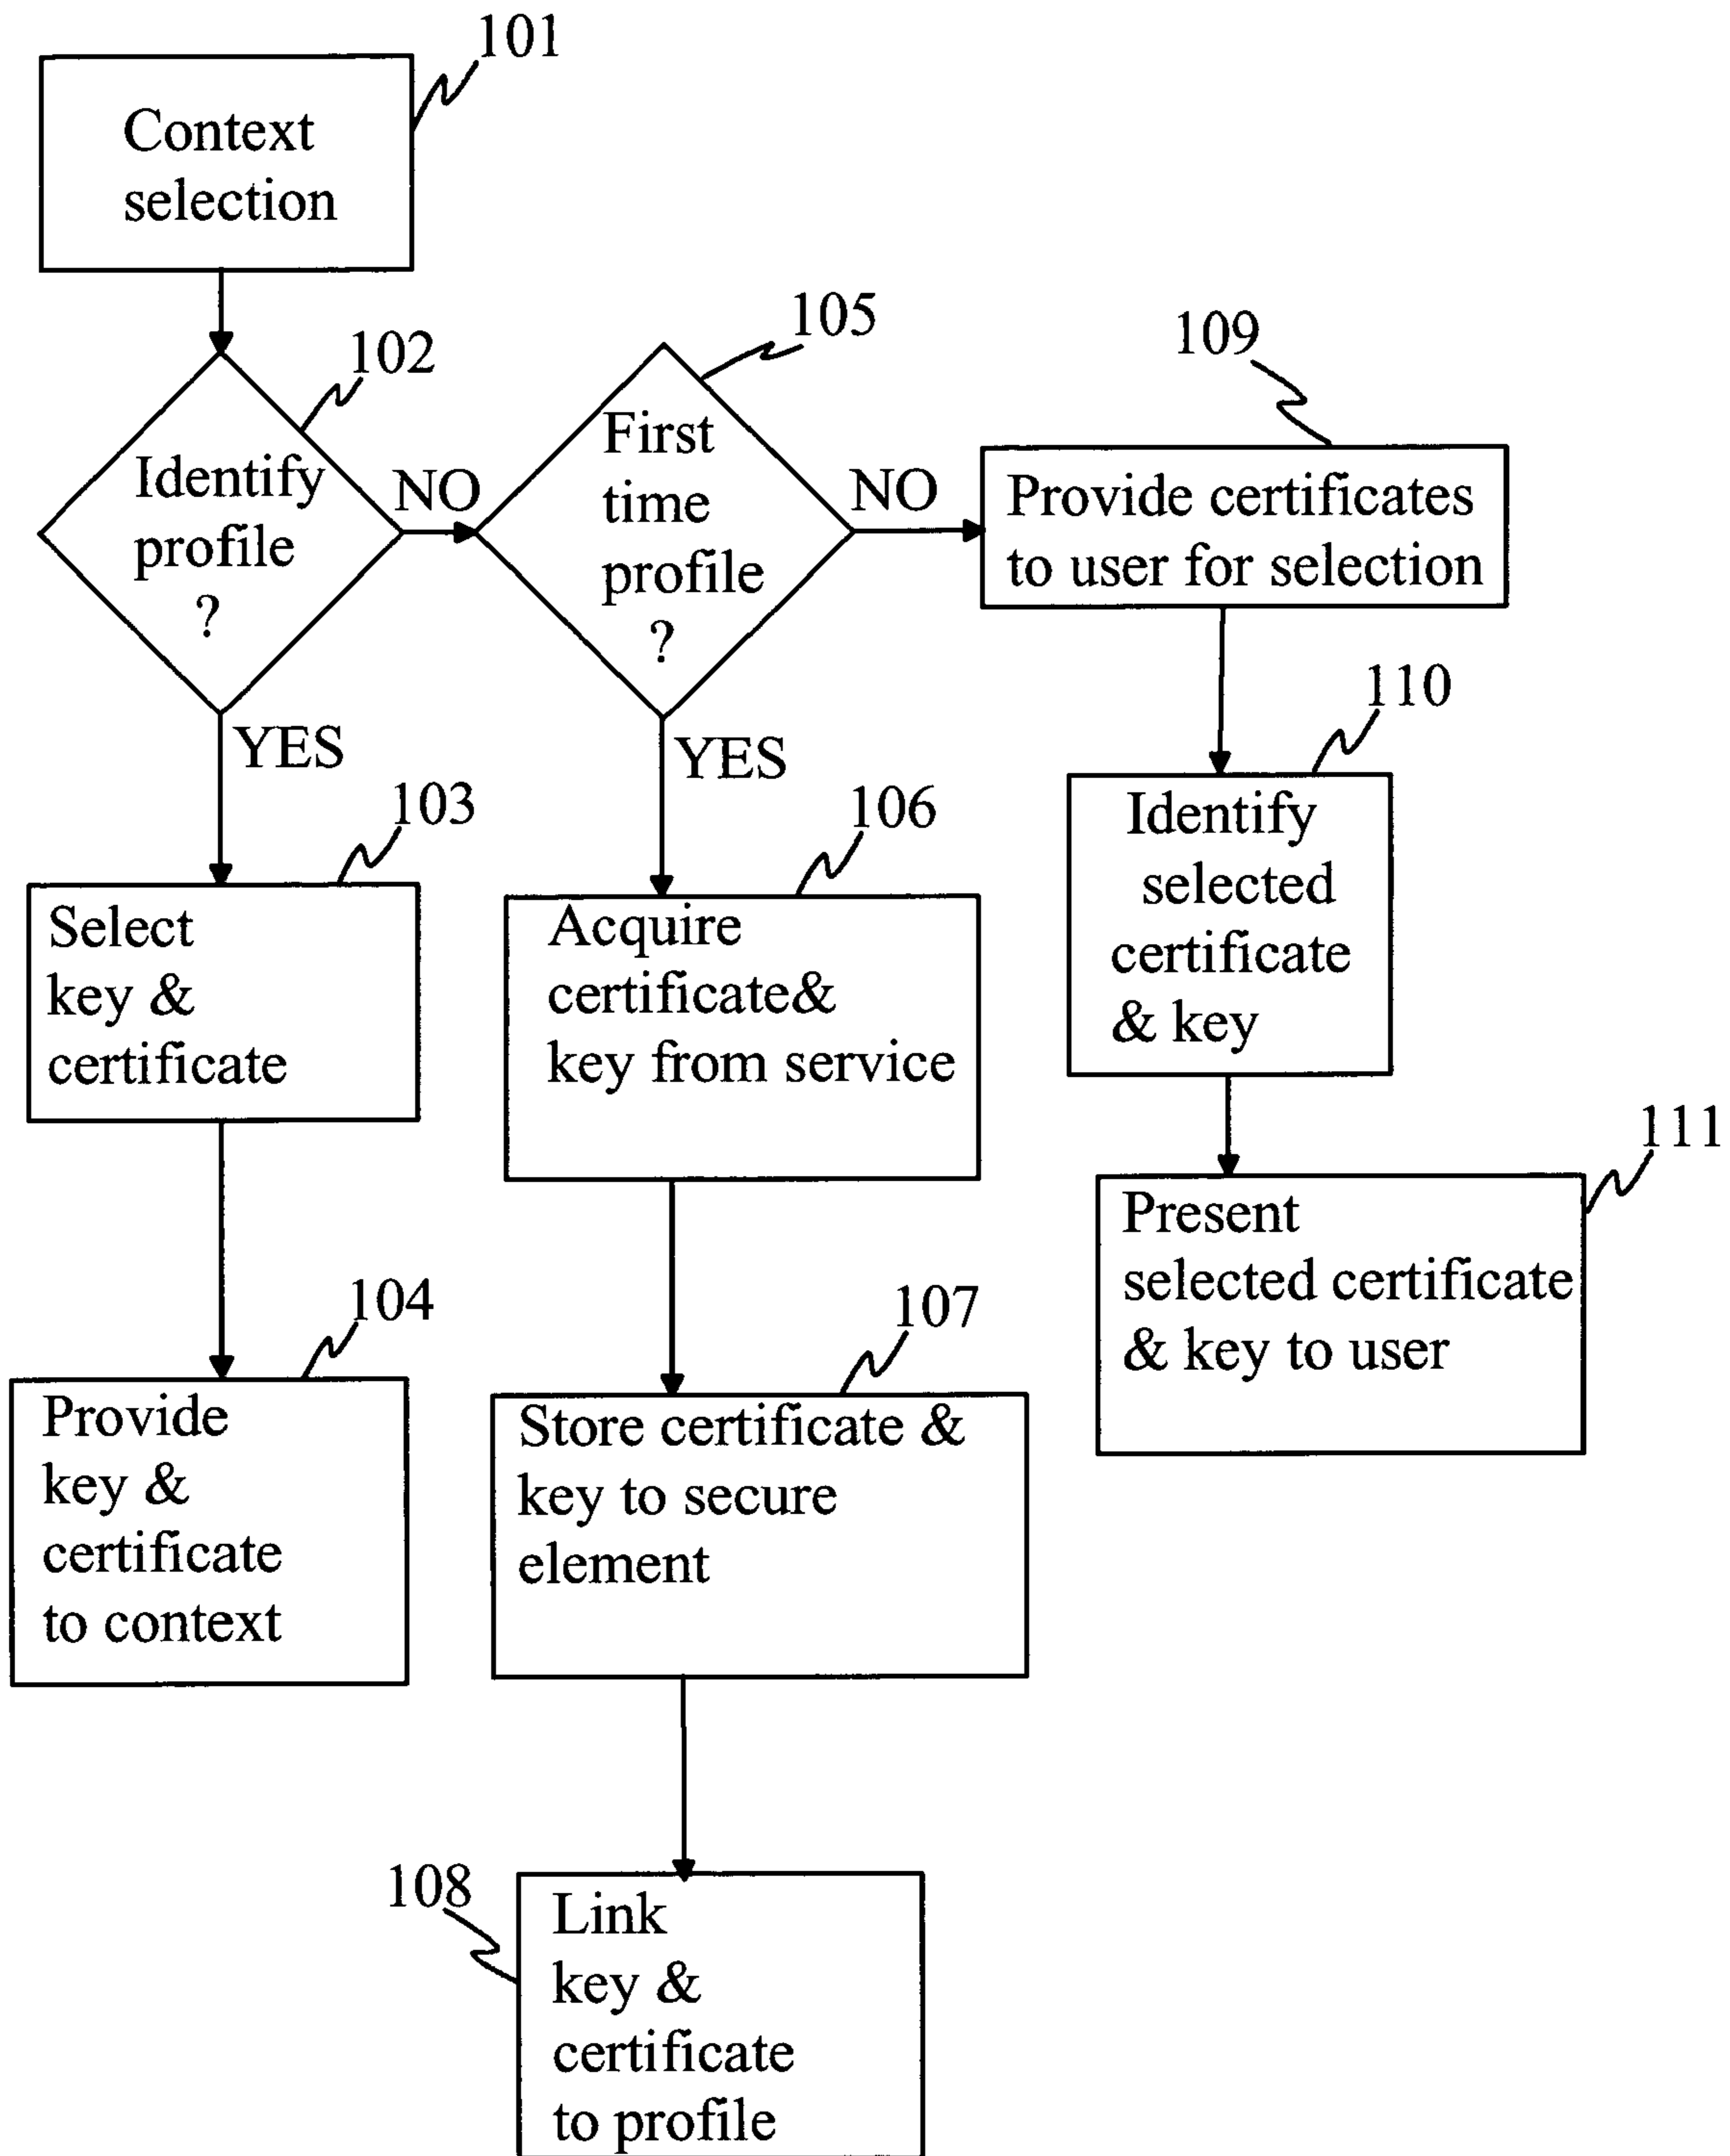 101
Context
selection
102
Identify
profile
?
NO
YES
105
First
time
profile
?
NO
YES
109
Provide certificates
to user for selection
110
Identify
selected
certificate
& key
111
Present
selected certificate
& key to user
103
Select
key &
certificate
104
Provide
key &
certificate
to context
106
Acquire
certificate&
key from service
107
Store certificate &
key to secure
element
108
Link
key &
certificate
to profile